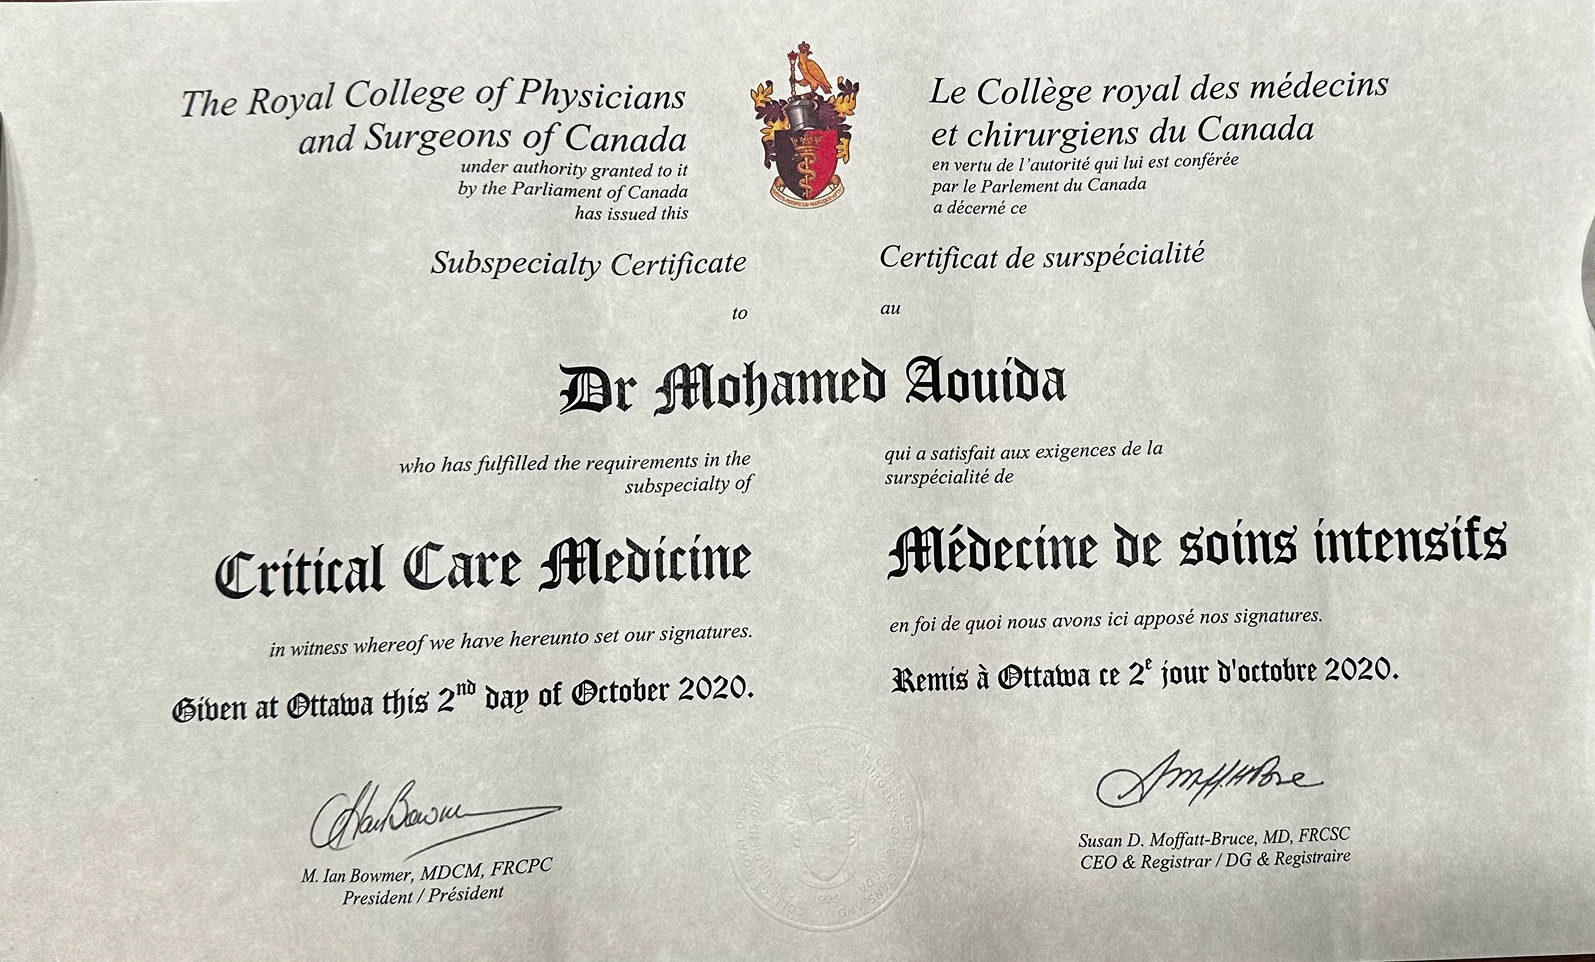 The Royal College of Physicians
and Surgeons of Canada
under authority granted to it
by the Parliament of Canada
has issued this
Subspecialty Certificate
to
Le Collège royal des médecins
et chirurgiens du Canada
en vertu de l'autorité qui lui est conférée
par le Parlement du Canada
a décerné ce
Certificat de surspécialité
au
Dr Mohamed Aouida
who has fulfilled the requirements in the
subspecialty of
Critical Care Medicine
in witness whereof we have hereunto set our signatures.
Given at Ottawa this 2nd day of October 2020.
qui a satisfait aux exigences de la
surspécialité de
Médecine de soins intensifs
en foi de quoi nous avons ici apposé nos signatures.
Remis à Ottawa ce 2e jour d'octobre 2020.
M. Ian Bowmer, MDCM, FRCPC
President / Président
Susan D. Moffatt-Bruce, MD, FRCSC
CEO & Registrar / DG & Registraire